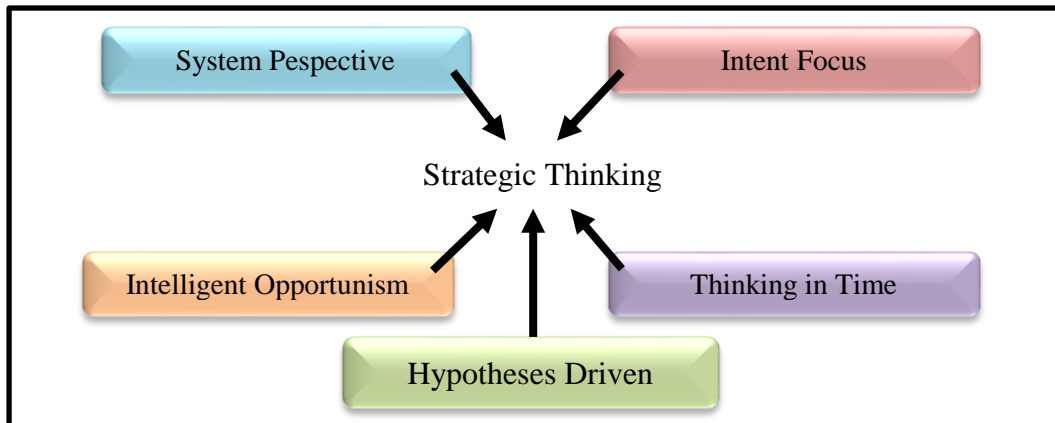 System Pespective
Intent Focus
Strategic Thinking
Intelligent Opportunism
Thinking in Time
Hypotheses Driven